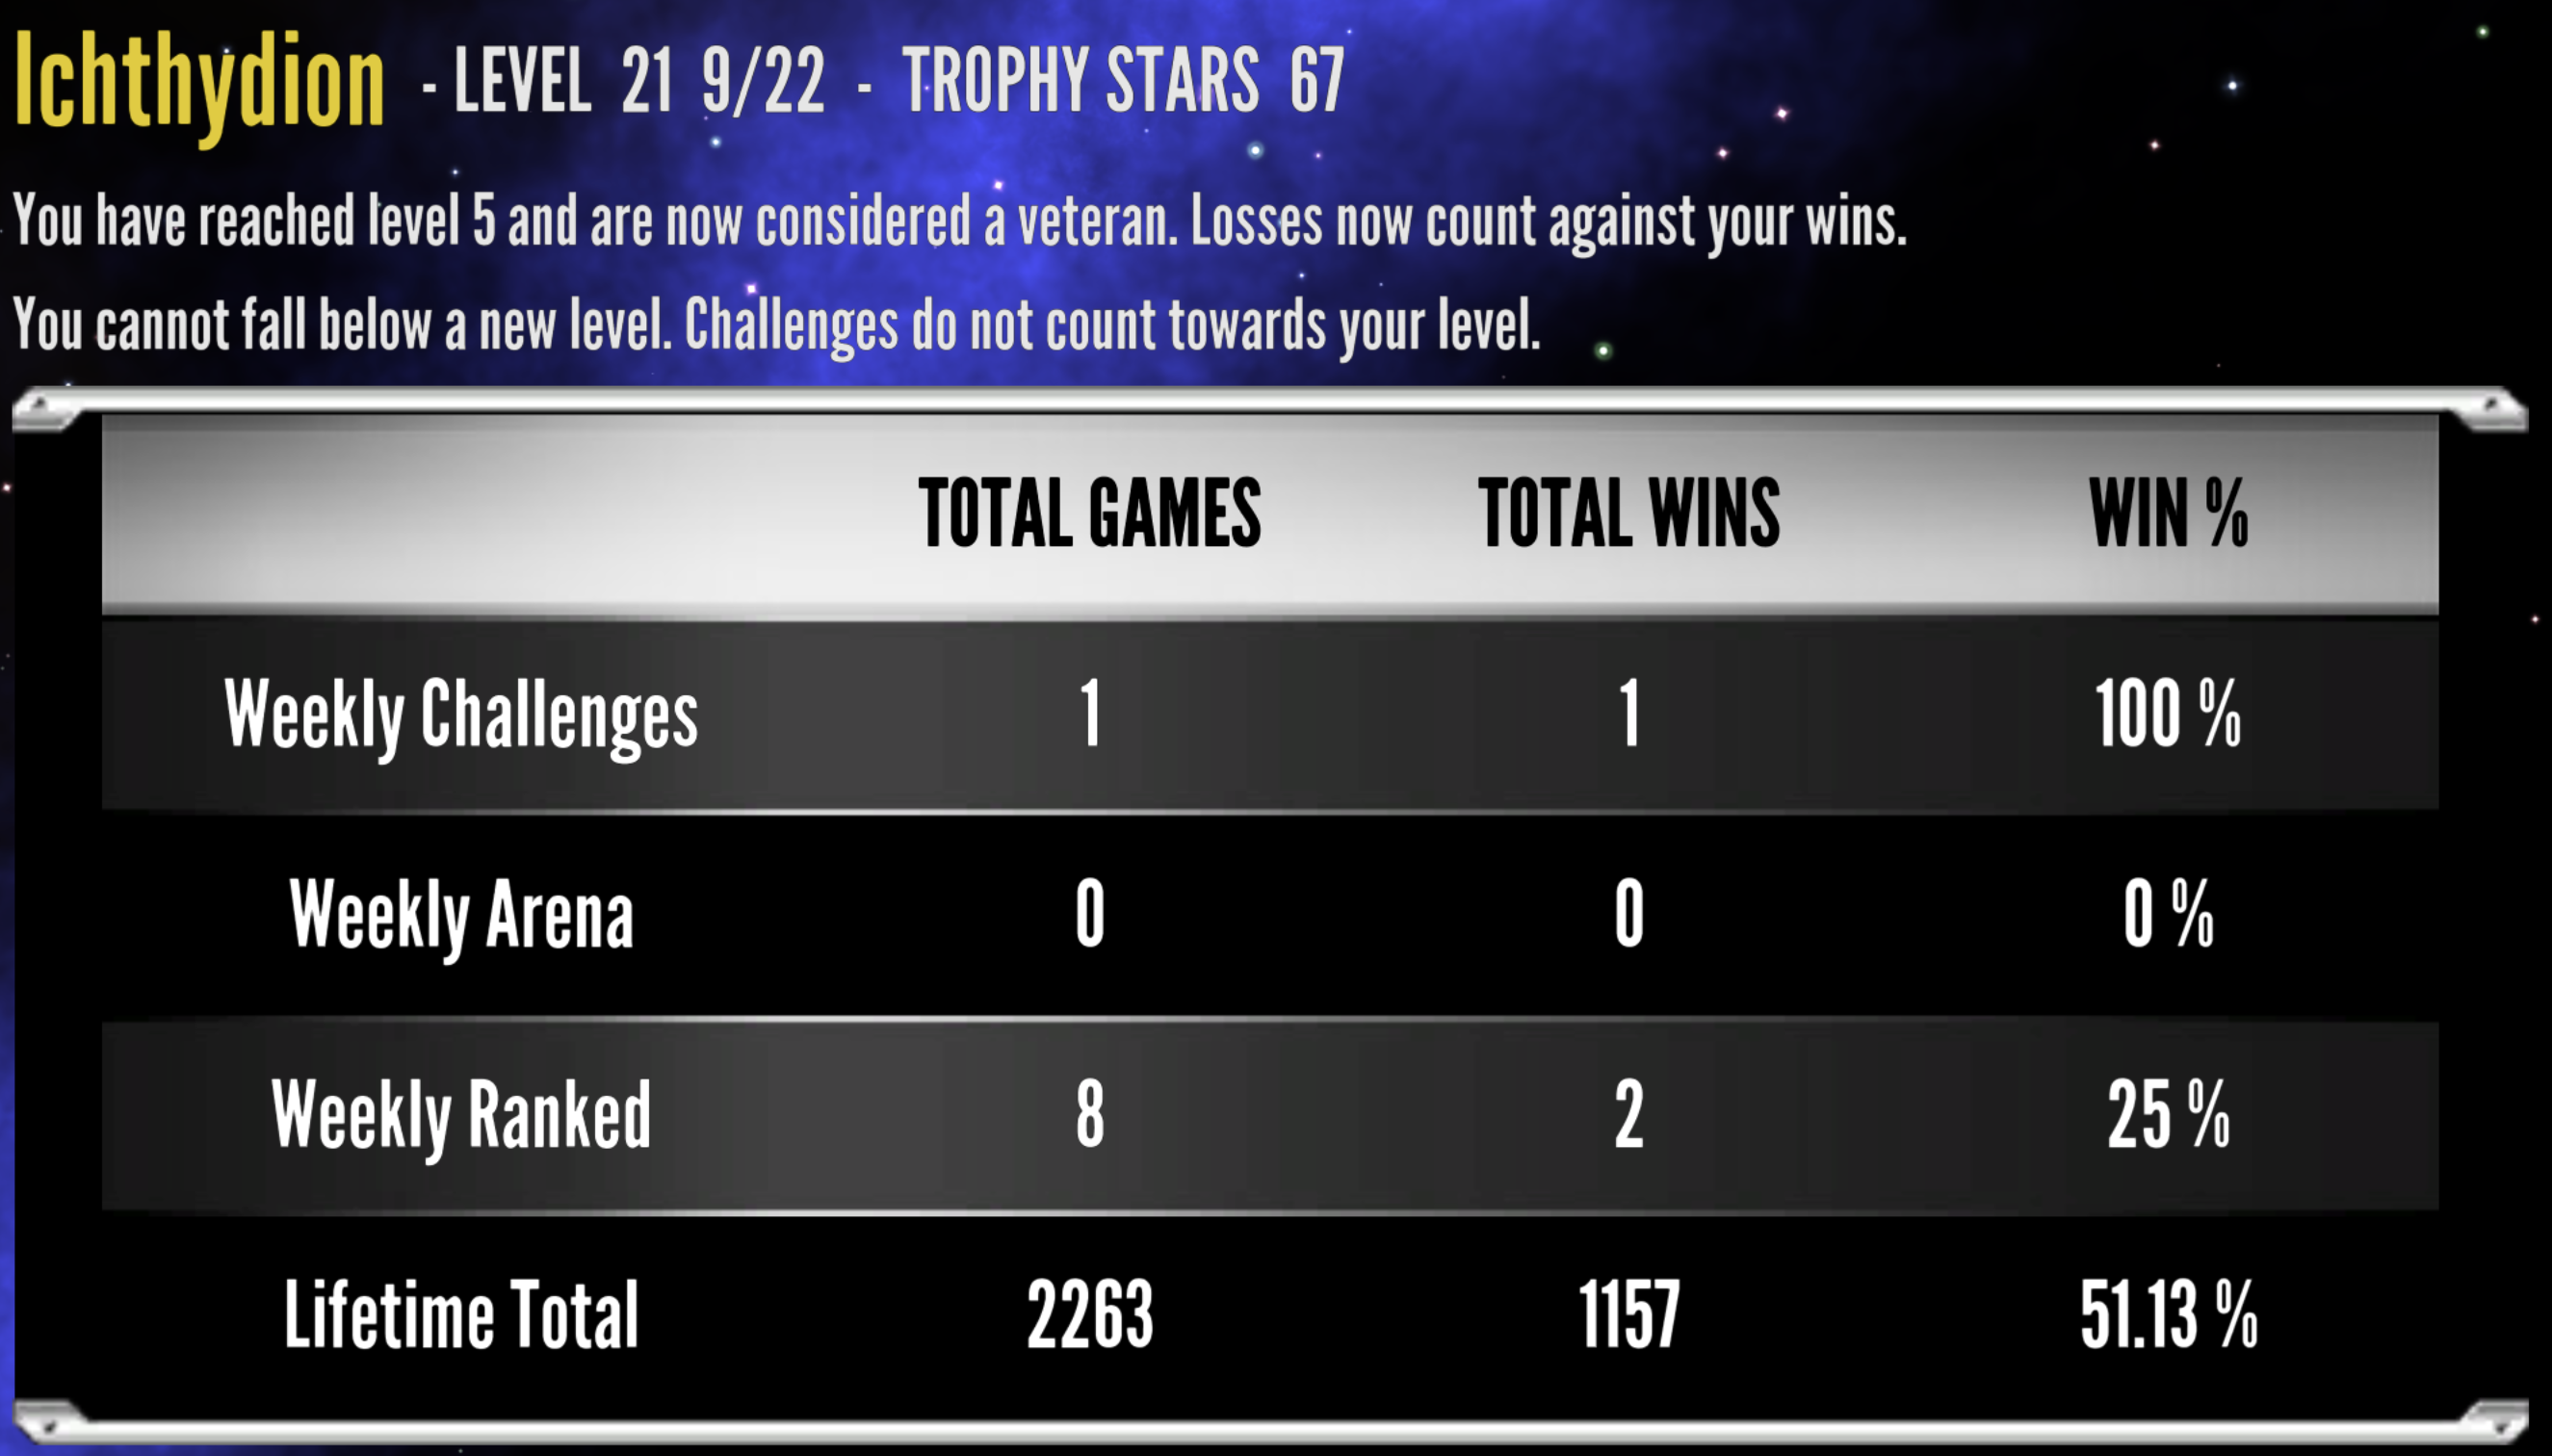 Ichthydion - LEVEL 21 9/22 - TROPHY STARS 67
You have reached level 5 and are now considered a veteran. Losses now count against your wins.
You cannot fall below a new level. Challenges do not count towards your level.
TOTAL GAMES TOTAL WINS WIN %
Weekly Challenges 1 1 100 %
Weekly Arena 0 0 0 %
Weekly Ranked 8 2 25 %
Lifetime Total 2263 1157 51.13 %